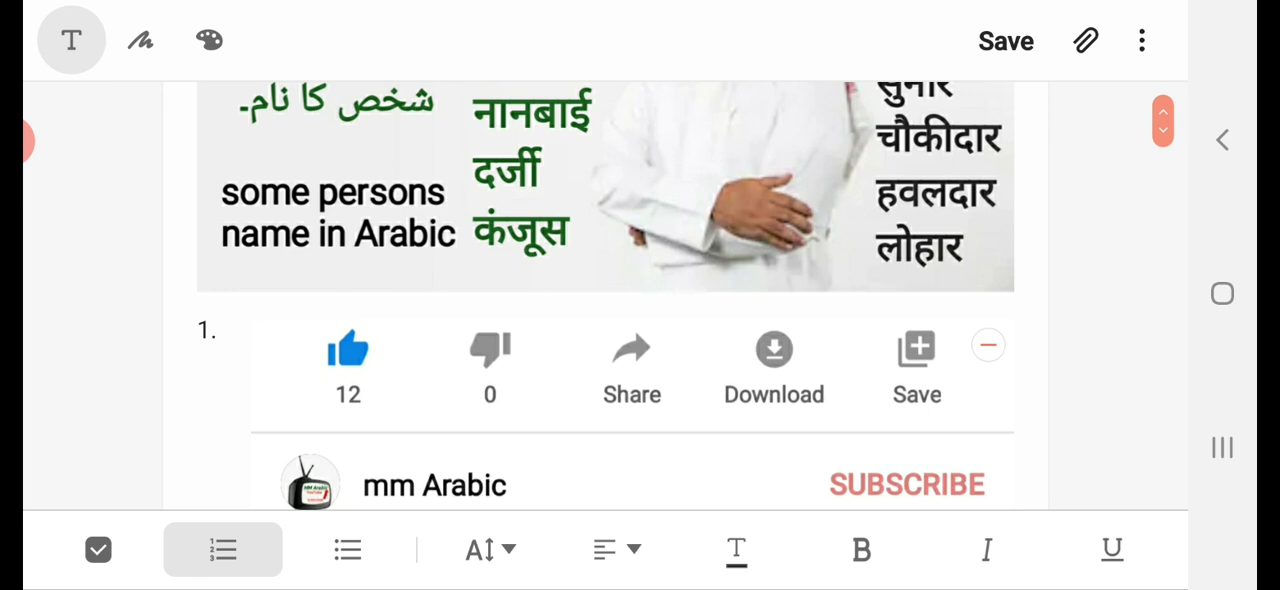 T
Save
شخص کا نام۔
some persons
name in Arabic
नानबाई
दर्जी
कंजूस
सुनार
चौकीदार
हवलदार
लोहार
1.
12
0
Share
Download
Save
mm Arabic
SUBSCRIBE
A
T
B
I
U